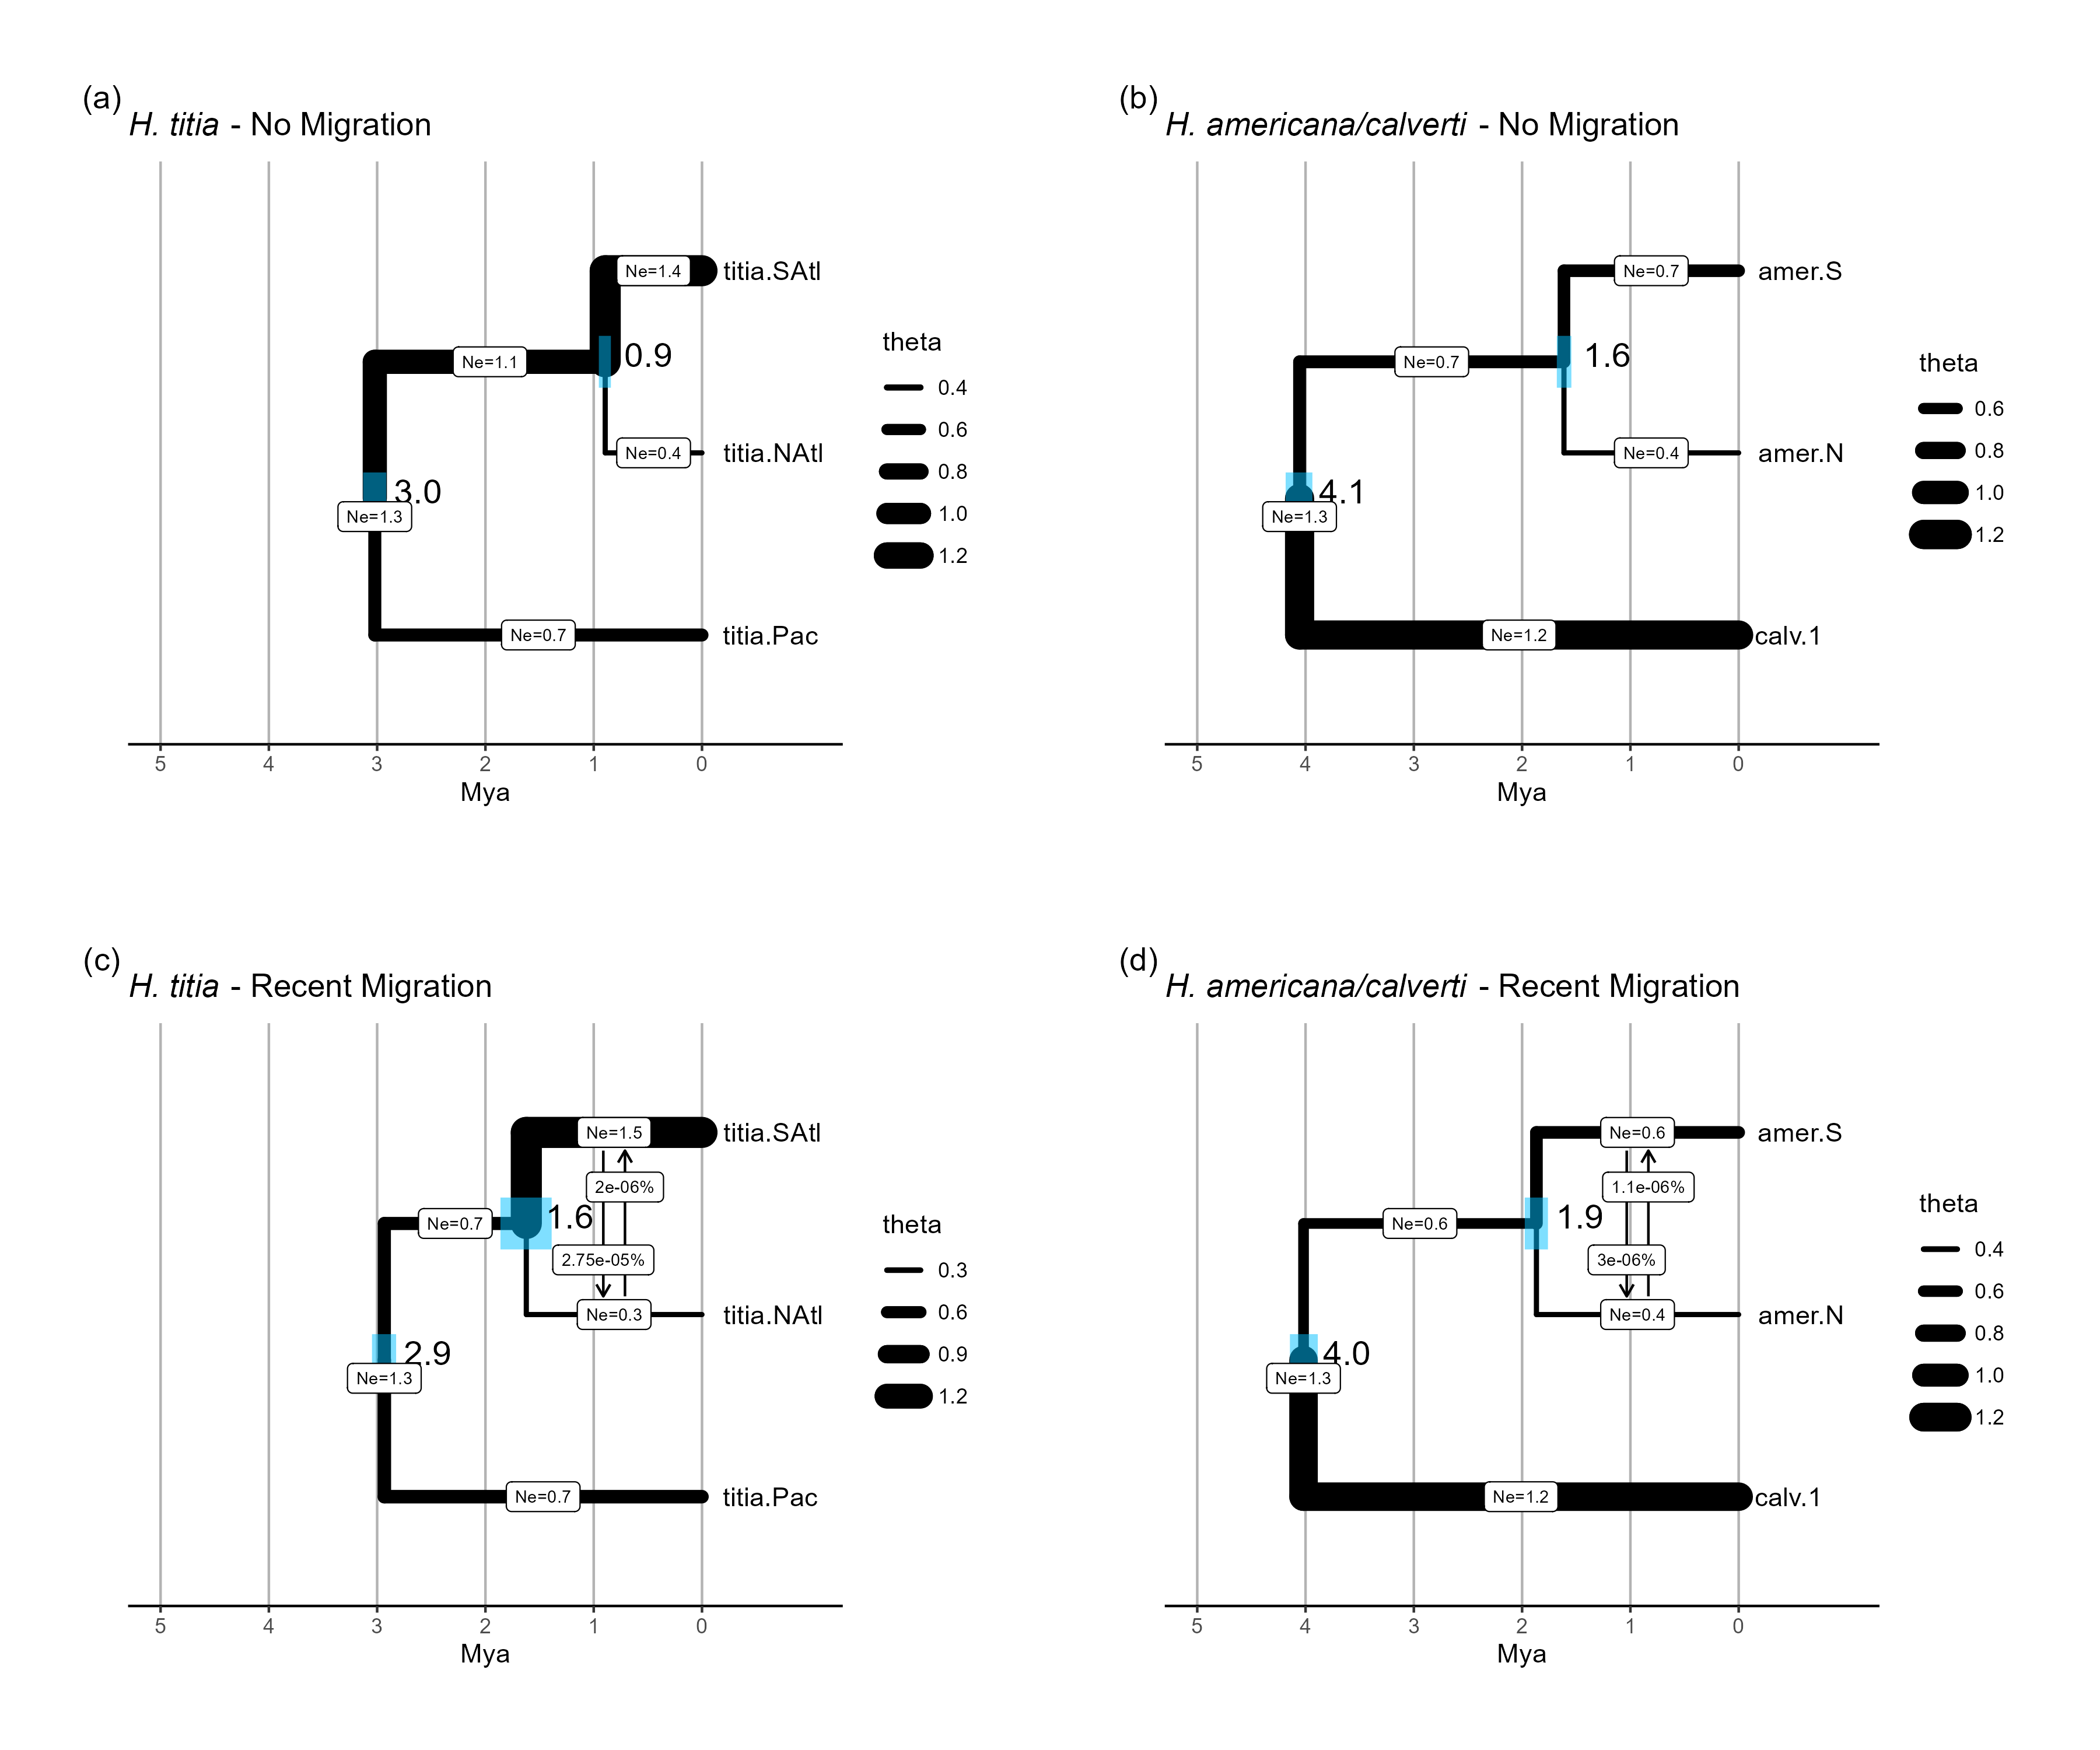 (a)
H. titia - No Migration
Ne=1.4
titia.SAtl
0.9
Ne=1.1
Ne=0.4
titia.NAtl
3.0
Ne=1.3
Ne=0.7
titia.Pac
theta
0.4
0.6
0.8
1.0
1.2
5 4 3 2 1 0
Mya
(b)
H. americana/calverti - No Migration
Ne=0.7
amer.S
1.6
Ne=0.7
Ne=0.4
amer.N
4.1
Ne=1.3
Ne=1.2
calv.1
theta
0.6
0.8
1.0
1.2
5 4 3 2 1 0
Mya
(c)
H. titia - Recent Migration
Ne=1.5
titia.SAtl
2e-06%
1.6
Ne=0.7
2.75e-05%
Ne=0.3
titia.NAtl
2.9
Ne=1.3
Ne=0.7
titia.Pac
theta
0.3
0.6
0.9
1.2
5 4 3 2 1 0
Mya
(d)
H. americana/calverti - Recent Migration
Ne=0.6
amer.S
1.1e-06%
1.9
Ne=0.6
3e-06%
Ne=0.4
amer.N
4.0
Ne=1.3
Ne=1.2
calv.1
theta
0.4
0.6
0.8
1.0
1.2
5 4 3 2 1 0
Mya